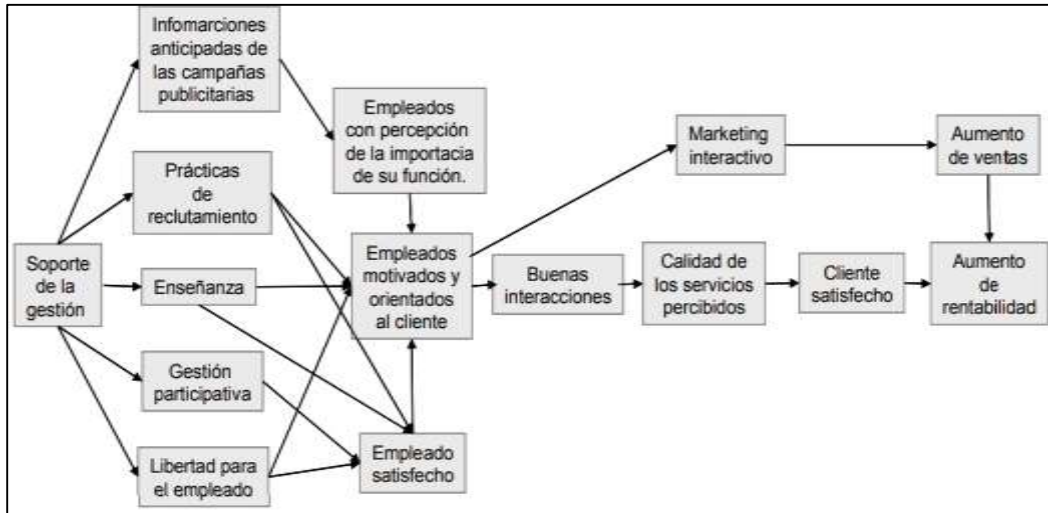 Infomarciones
anticipadas de
las campañas
publicitarias
Empleados
con percepción
de la importacia
de su función.
Marketing
interactivo
Aumento
de ventas
Prácticas
de
reclutamiento
Soporte
de la
gestión
Enseñanza
Empleados
motivados y
orientados
al cliente
Buenas
interacciones
Calidad de
los servicios
percibidos
Cliente
satisfecho
Aumento
de
rentabilidad
Gestión
participativa
Libertad para
el empleado
Empleado
satisfecho